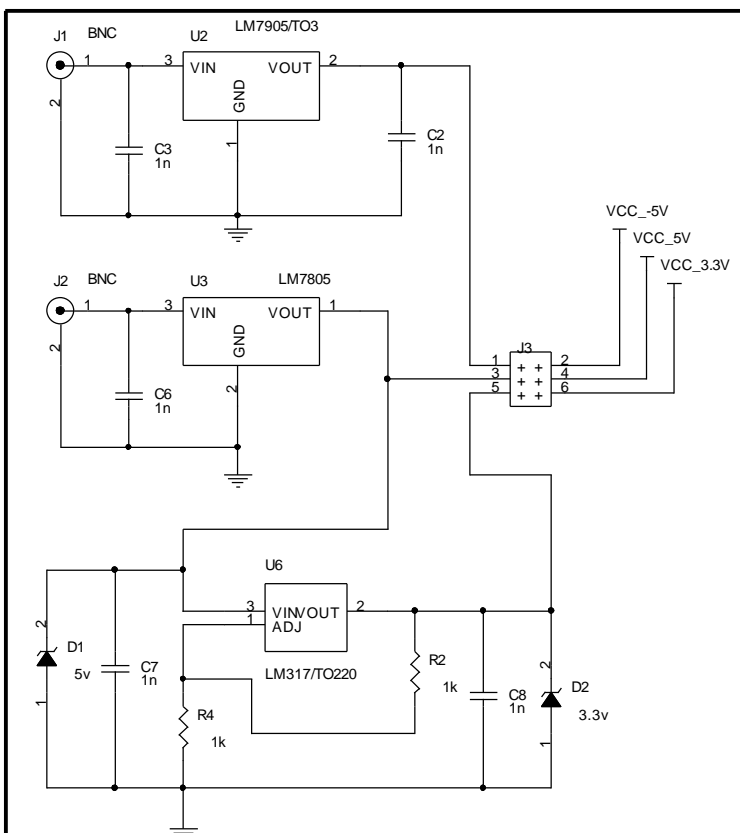 LM7905/TO3
J1
BNC
U2
1
3
VIN
VOUT
2
2
GND
1
C3
1n
C2
1n
VCC_-5V
VCC_5V
VCC_3.3V
J2
BNC
U3
LM7805
1
3
VIN
VOUT
1
2
GND
2
C6
1n
J3
1
2
3
4
5
6
U6
3
VIN
VOUT
2
1
ADJ
LM317/TO220
2
D1
5v
1
C7
1n
R4
1k
R2
1k
C8
1n
2
D2
3.3v
1